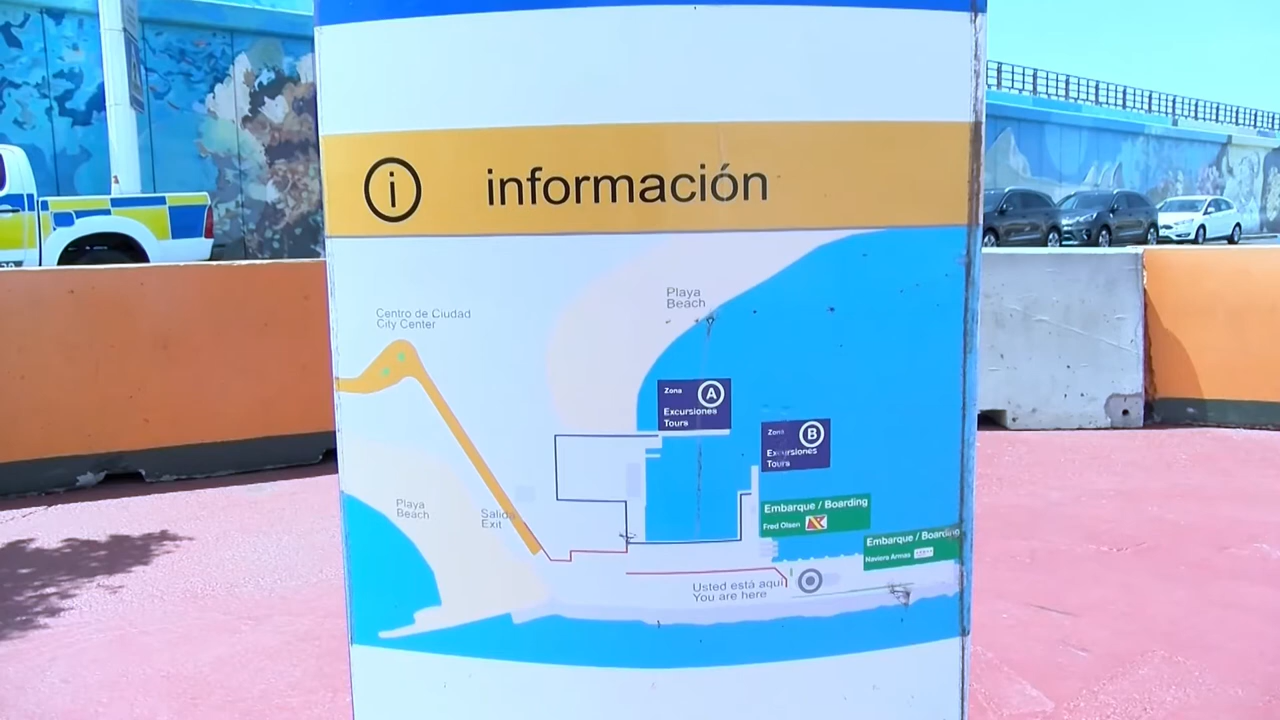 i información
Centro de Ciudad
City Center
Playa
Beach
Zona A
Excursiones
Tours
Zona B
Excursiones
Tours
Playa
Beach
Salida
Exit
Embarque / Boarding
Fred Olsen
Embarque / Boarding
Naviera Armas
Usted está aquí
You are here